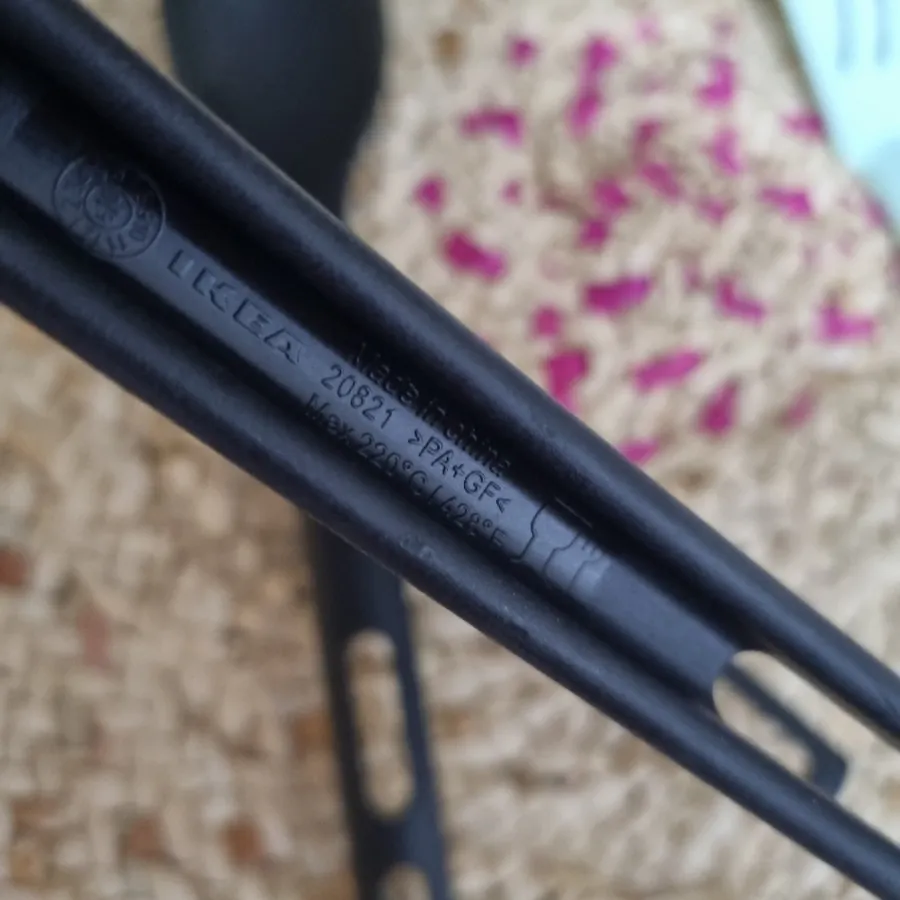 IKEA
Made in China
20821 >PA+GF<
Max 220°C/428°F